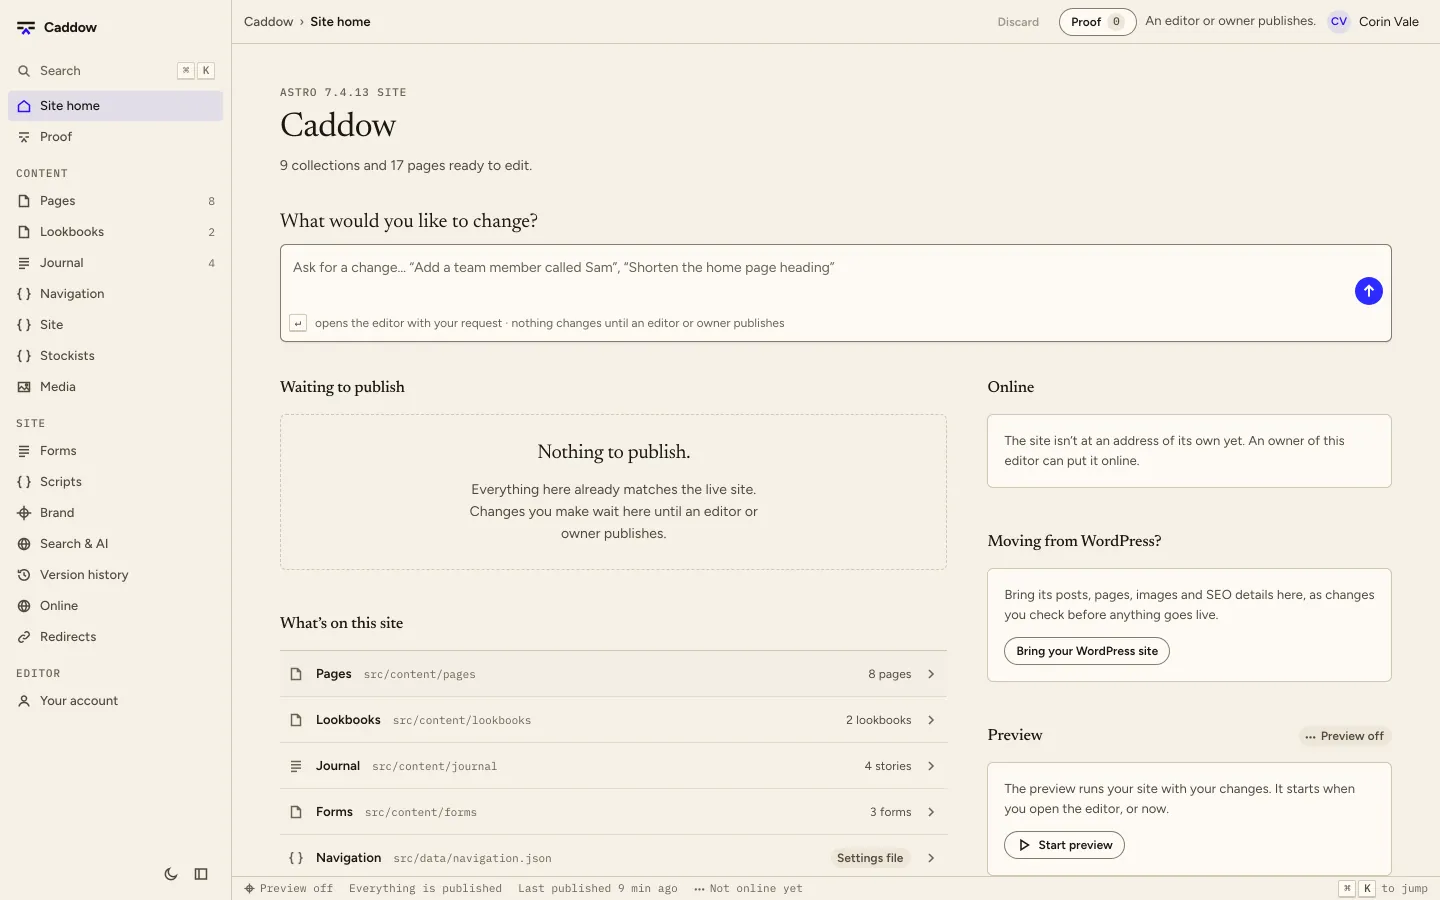 Caddow
Search
⌘ K
Site home
Proof
CONTENT
Pages 8
Lookbooks 2
Journal 4
Navigation
Site
Stockists
Media
SITE
Forms
Scripts
Brand
Search & AI
Version history
Online
Redirects
EDITOR
Your account
Caddow › Site home
Discard
Proof 0
An editor or owner publishes.
CV Corin Vale
ASTRO 7.4.13 SITE
Caddow
9 collections and 17 pages ready to edit.
What would you like to change?
Ask for a change... “Add a team member called Sam”, “Shorten the home page heading”
↵ opens the editor with your request · nothing changes until an editor or owner publishes
Waiting to publish
Nothing to publish.
Everything here already matches the live site.
Changes you make wait here until an editor or
owner publishes.
What’s on this site
Pages src/content/pages 8 pages
Lookbooks src/content/lookbooks 2 lookbooks
Journal src/content/journal 4 stories
Forms src/content/forms 3 forms
Navigation src/data/navigation.json Settings file
Online
The site isn’t at an address of its own yet. An owner of this
editor can put it online.
Moving from WordPress?
Bring its posts, pages, images and SEO details here, as changes
you check before anything goes live.
Bring your WordPress site
Preview
Preview off
The preview runs your site with your changes. It starts when
you open the editor, or now.
Start preview
Preview off Everything is published Last published 9 min ago Not online yet
⌘ K to jump